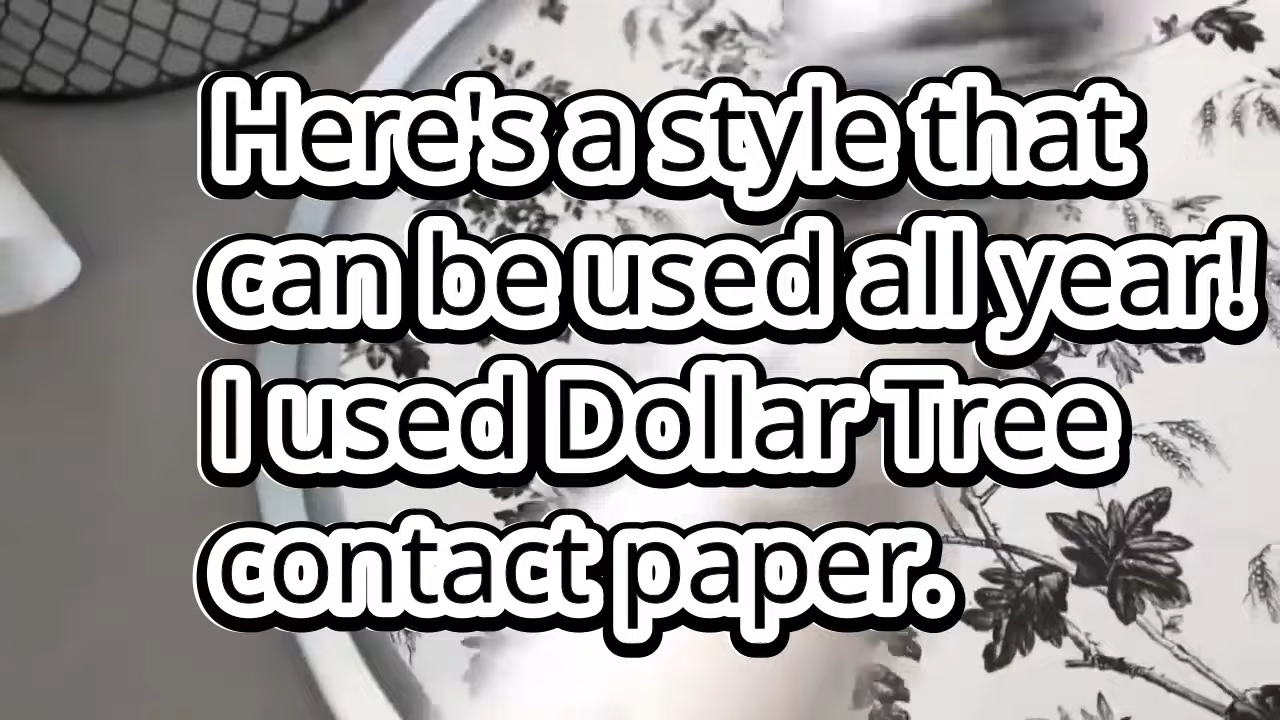 Here's a style that
can be used all year!
I used Dollar Tree
contact paper.